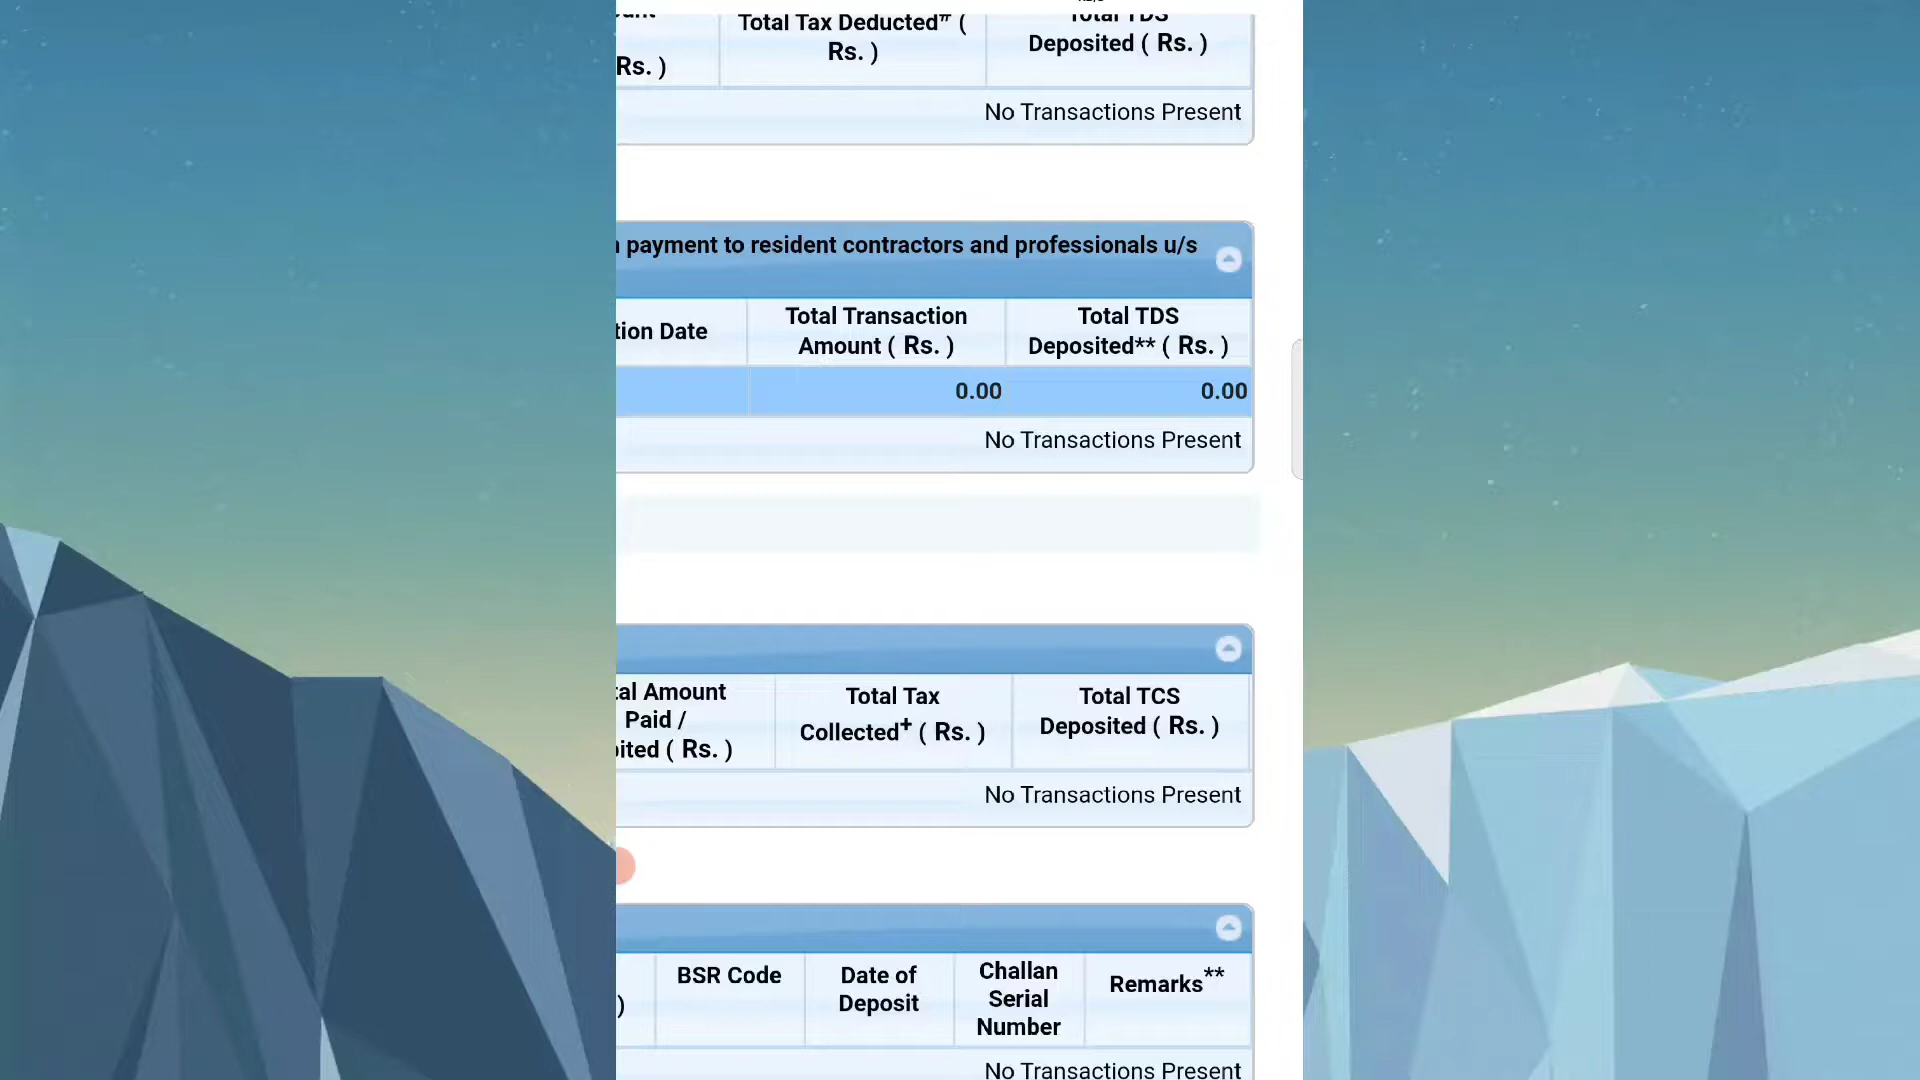 Total Tax Deducted# (
Rs. )
Rs. )
Total TDS
Deposited ( Rs. )
No Transactions Present
payment to resident contractors and professionals u/s
tion Date
Total Transaction
Amount ( Rs. )
Total TDS
Deposited** ( Rs. )
0.00
0.00
No Transactions Present
tal Amount
Paid /
ited ( Rs. )
Total Tax
Collected+ ( Rs. )
Total TCS
Deposited ( Rs. )
No Transactions Present
)
BSR Code
Date of
Deposit
Challan
Serial
Number
Remarks**
No Transactions Present